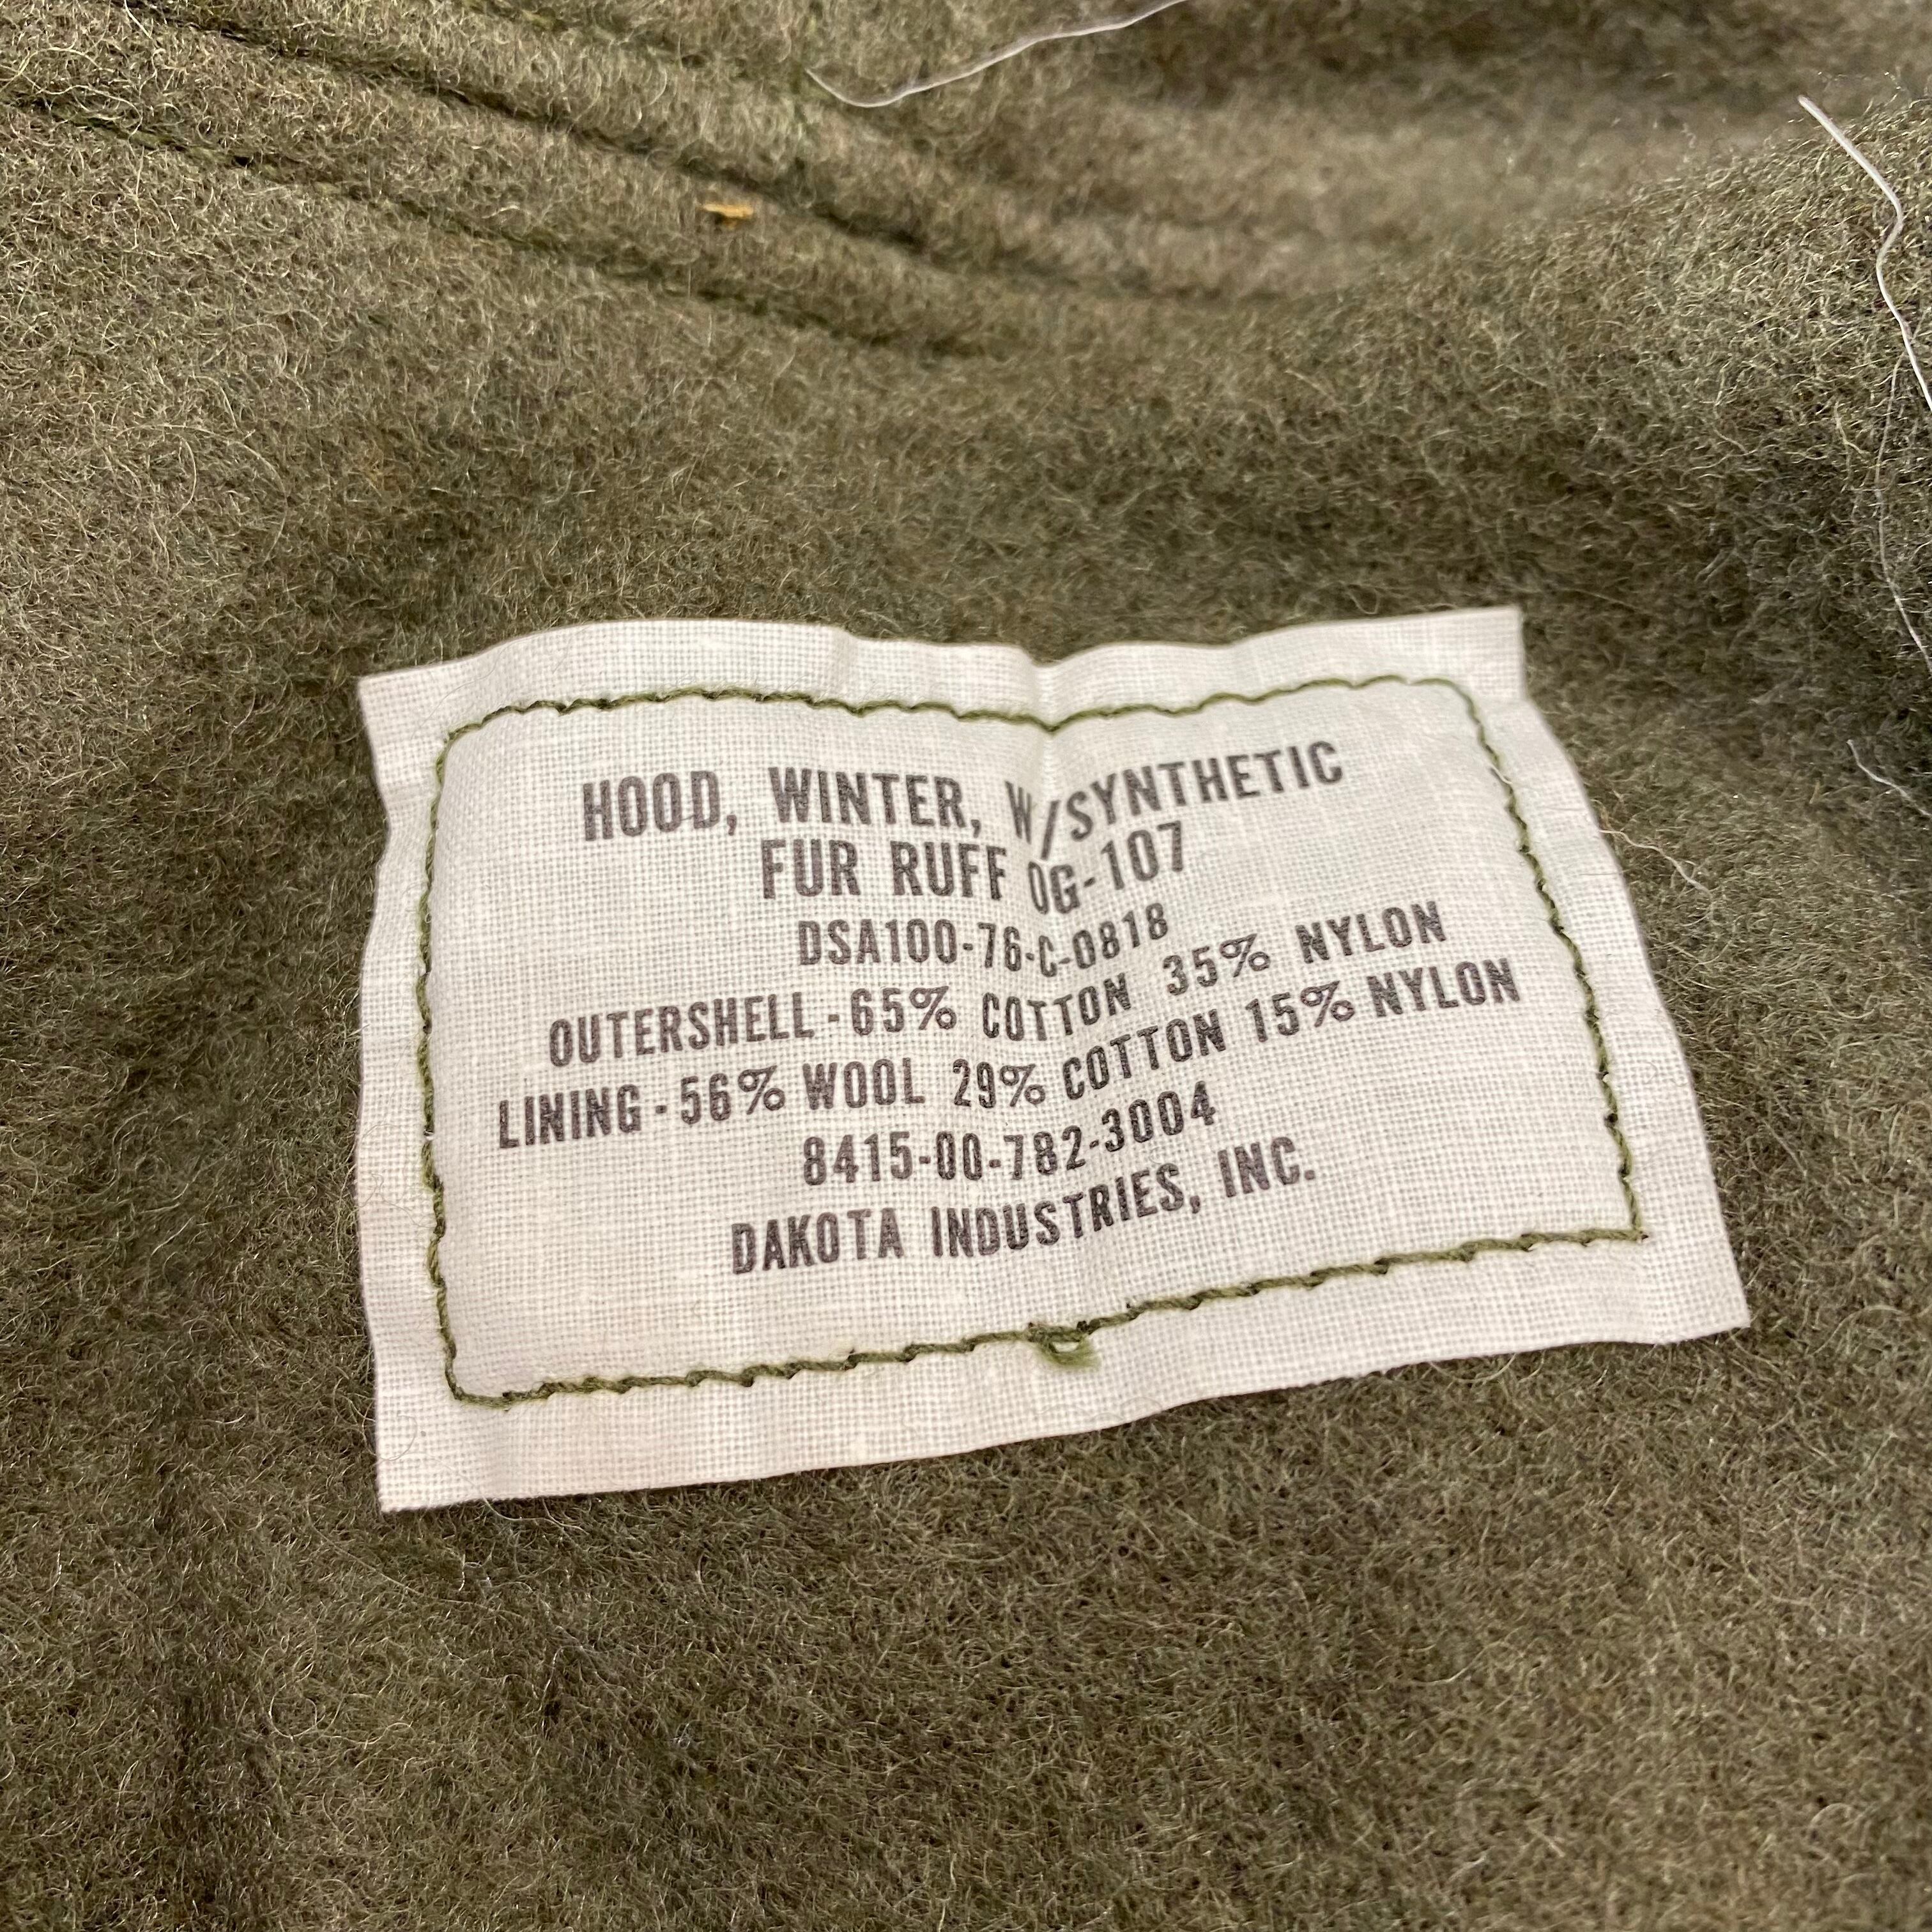 HOOD, WINTER, W/SYNTHETIC
FUR RUFF OG-107
DSA100-76-C-0818
OUTERSHELL-65% COTTON 35% NYLON
LINING-56% WOOL 29% COTTON 15% NYLON
8415-00-782-3004
DAKOTA INDUSTRIES, INC.